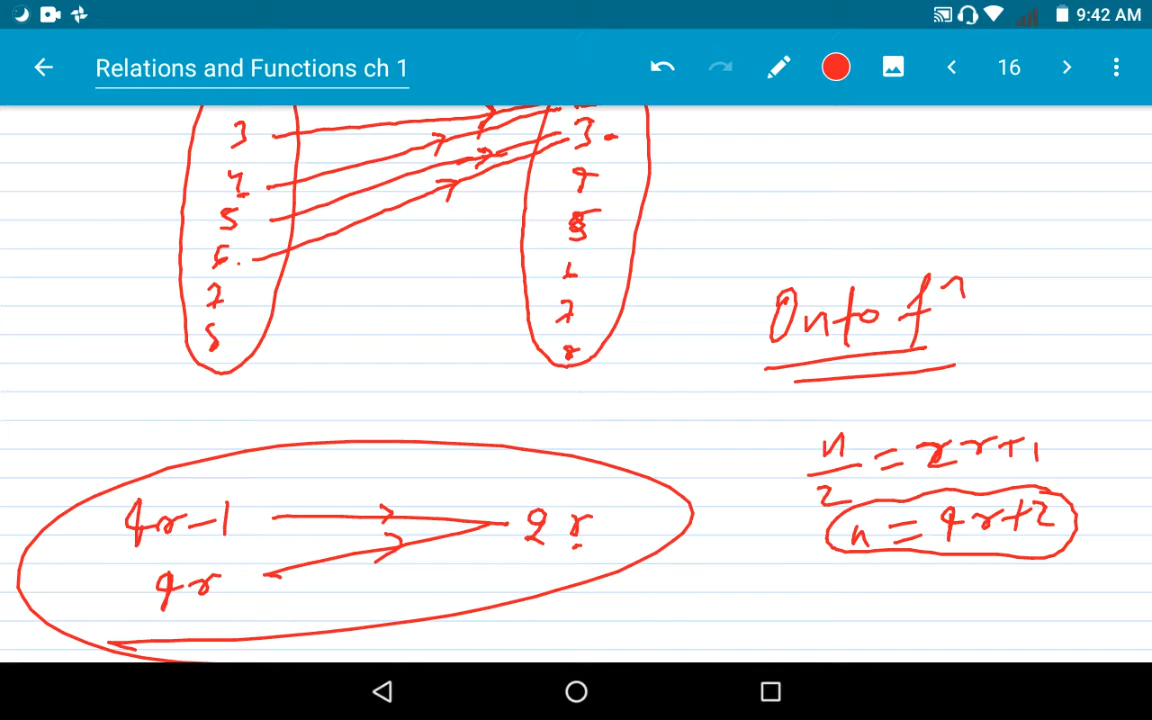 9:42 AM
Relations and Functions ch 1
16
3
4
5
6.
7
8
3
4
5
6
7
8
Onto fn
n/2 = 2r+1
n = 4r+2
4r-1
4r
2r